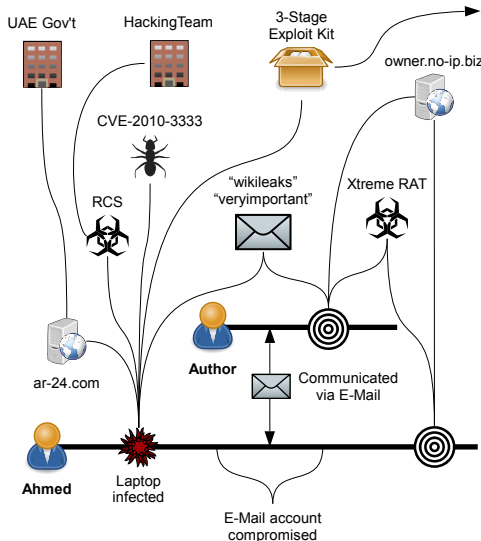 UAE Gov't
HackingTeam
3-Stage
Exploit Kit
owner.no-ip.biz
CVE-2010-3333
"wikileaks"
"veryimportant"
Xtreme RAT
RCS
ar-24.com
Author
Communicated
via E-Mail
Ahmed
Laptop
infected
E-Mail account
compromised